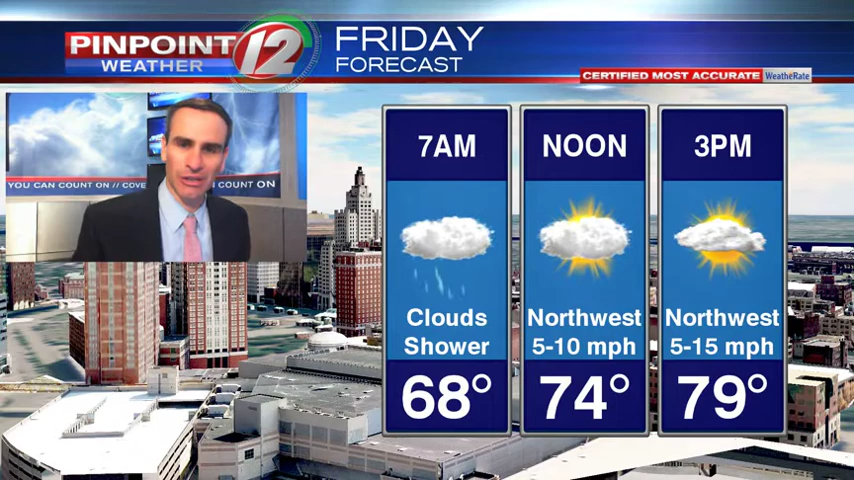 PINPOINT
WEATHER
12
FRIDAY
FORECAST
CERTIFIED MOST ACCURATE WeatheRate
YOU CAN COUNT ON // COVE
COUNT ON
7AM
Clouds
Shower
68°
NOON
Northwest
5-10 mph
74°
3PM
Northwest
5-15 mph
79°